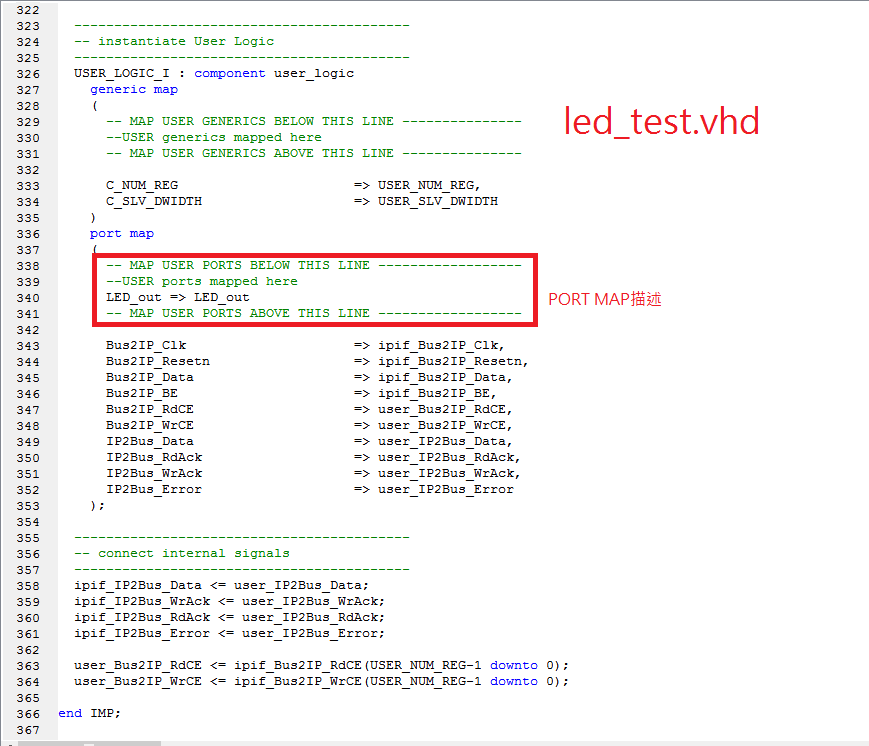 322
323 ------------------------------------------
324 -- instantiate User Logic
325 ------------------------------------------
326 USER_LOGIC_I : component user_logic
327 generic map
328 (
329 -- MAP USER GENERICS BELOW THIS LINE ---------------
led_test.vhd
330 --USER generics mapped here
331 -- MAP USER GENERICS ABOVE THIS LINE ---------------
332
333 C_NUM_REG => USER_NUM_REG,
334 C_SLV_DWIDTH => USER_SLV_DWIDTH
335 )
336 port map
337 (
338 -- MAP USER PORTS BELOW THIS LINE ------------------
339 --USER ports mapped here
340 LED_out => LED_out
PORT MAP描述
341 -- MAP USER PORTS ABOVE THIS LINE ------------------
342
343 Bus2IP_Clk => ipif_Bus2IP_Clk,
344 Bus2IP_Resetn => ipif_Bus2IP_Resetn,
345 Bus2IP_Data => ipif_Bus2IP_Data,
346 Bus2IP_BE => ipif_Bus2IP_BE,
347 Bus2IP_RdCE => user_Bus2IP_RdCE,
348 Bus2IP_WrCE => user_Bus2IP_WrCE,
349 IP2Bus_Data => user_IP2Bus_Data,
350 IP2Bus_RdAck => user_IP2Bus_RdAck,
351 IP2Bus_WrAck => user_IP2Bus_WrAck,
352 IP2Bus_Error => user_IP2Bus_Error
353 );
354
355 ------------------------------------------
356 -- connect internal signals
357 ------------------------------------------
358 ipif_IP2Bus_Data <= user_IP2Bus_Data;
359 ipif_IP2Bus_WrAck <= user_IP2Bus_WrAck;
360 ipif_IP2Bus_RdAck <= user_IP2Bus_RdAck;
361 ipif_IP2Bus_Error <= user_IP2Bus_Error;
362
363 user_Bus2IP_RdCE <= ipif_Bus2IP_RdCE(USER_NUM_REG-1 downto 0);
364 user_Bus2IP_WrCE <= ipif_Bus2IP_WrCE(USER_NUM_REG-1 downto 0);
365
366 end IMP;
367